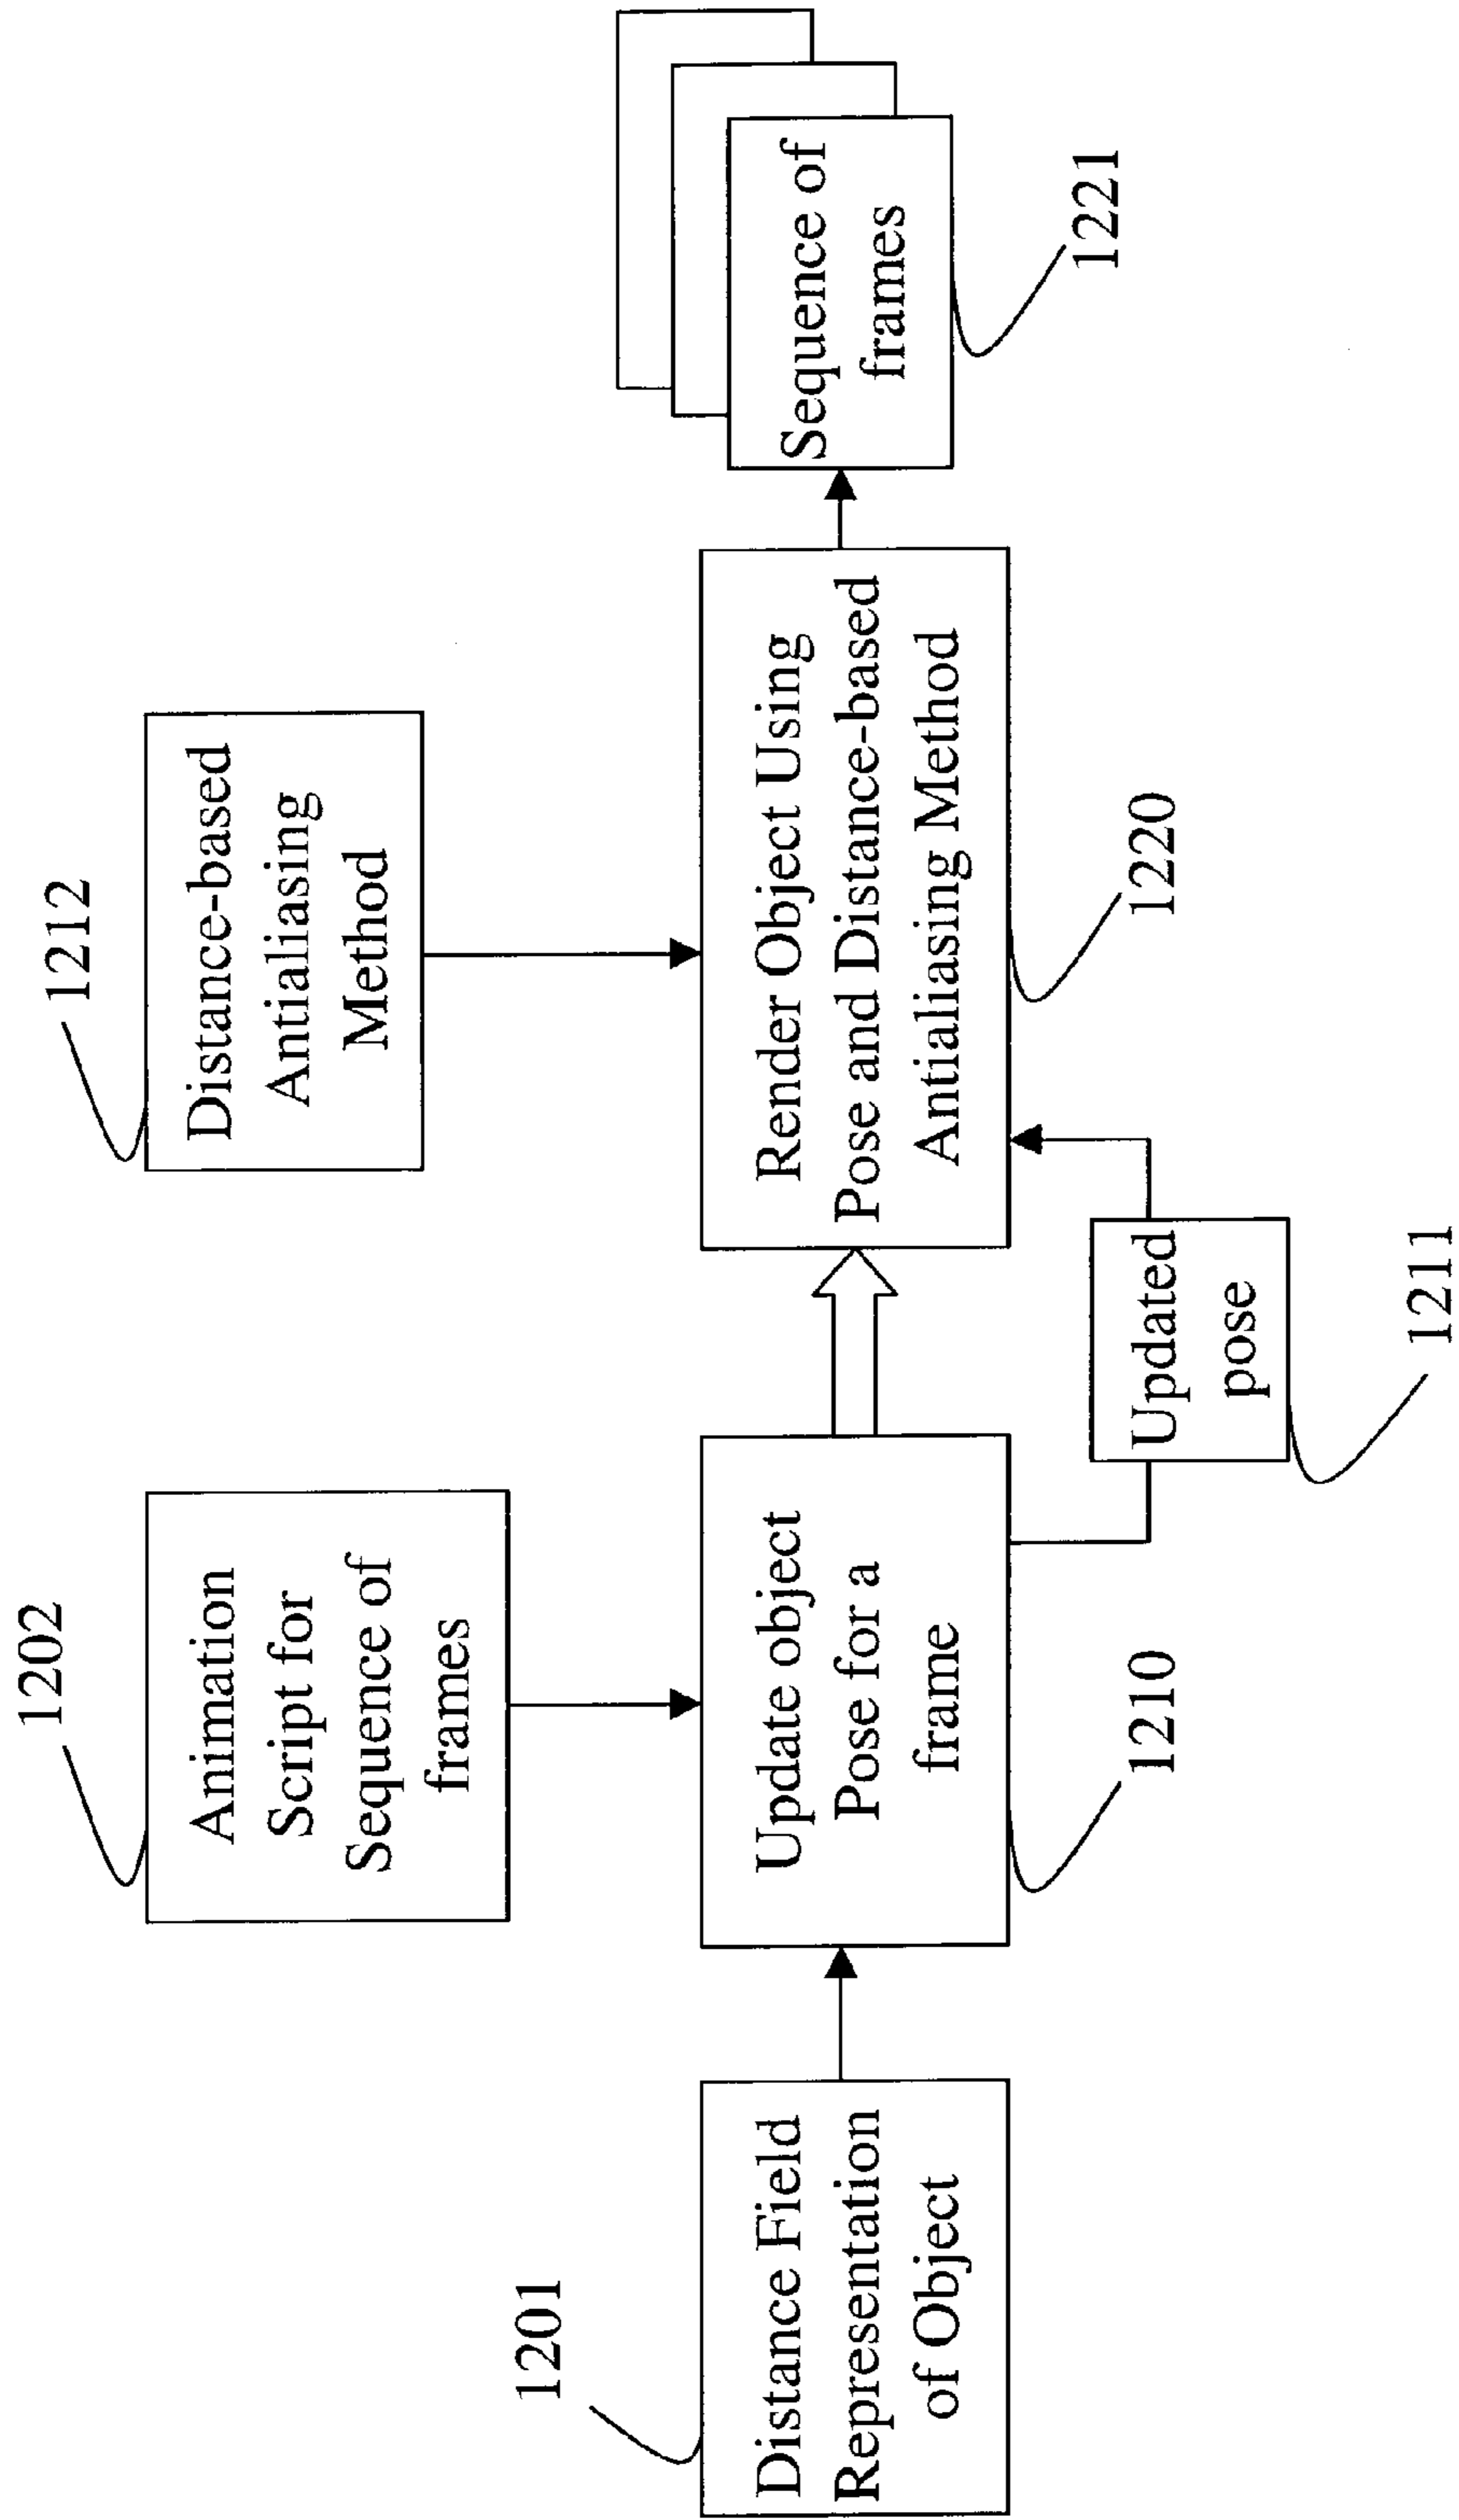 1202
Animation
Script for
Sequence of
frames
1212
Distance-based
Antialiasing
Method
1201
Distance Field
Representation
of Object
Update object
Pose for a
frame
1210
Updated
pose
1211
Render Object Using
Pose and Distance-based
Antialiasing Method
1220
Sequence of
frames
1221